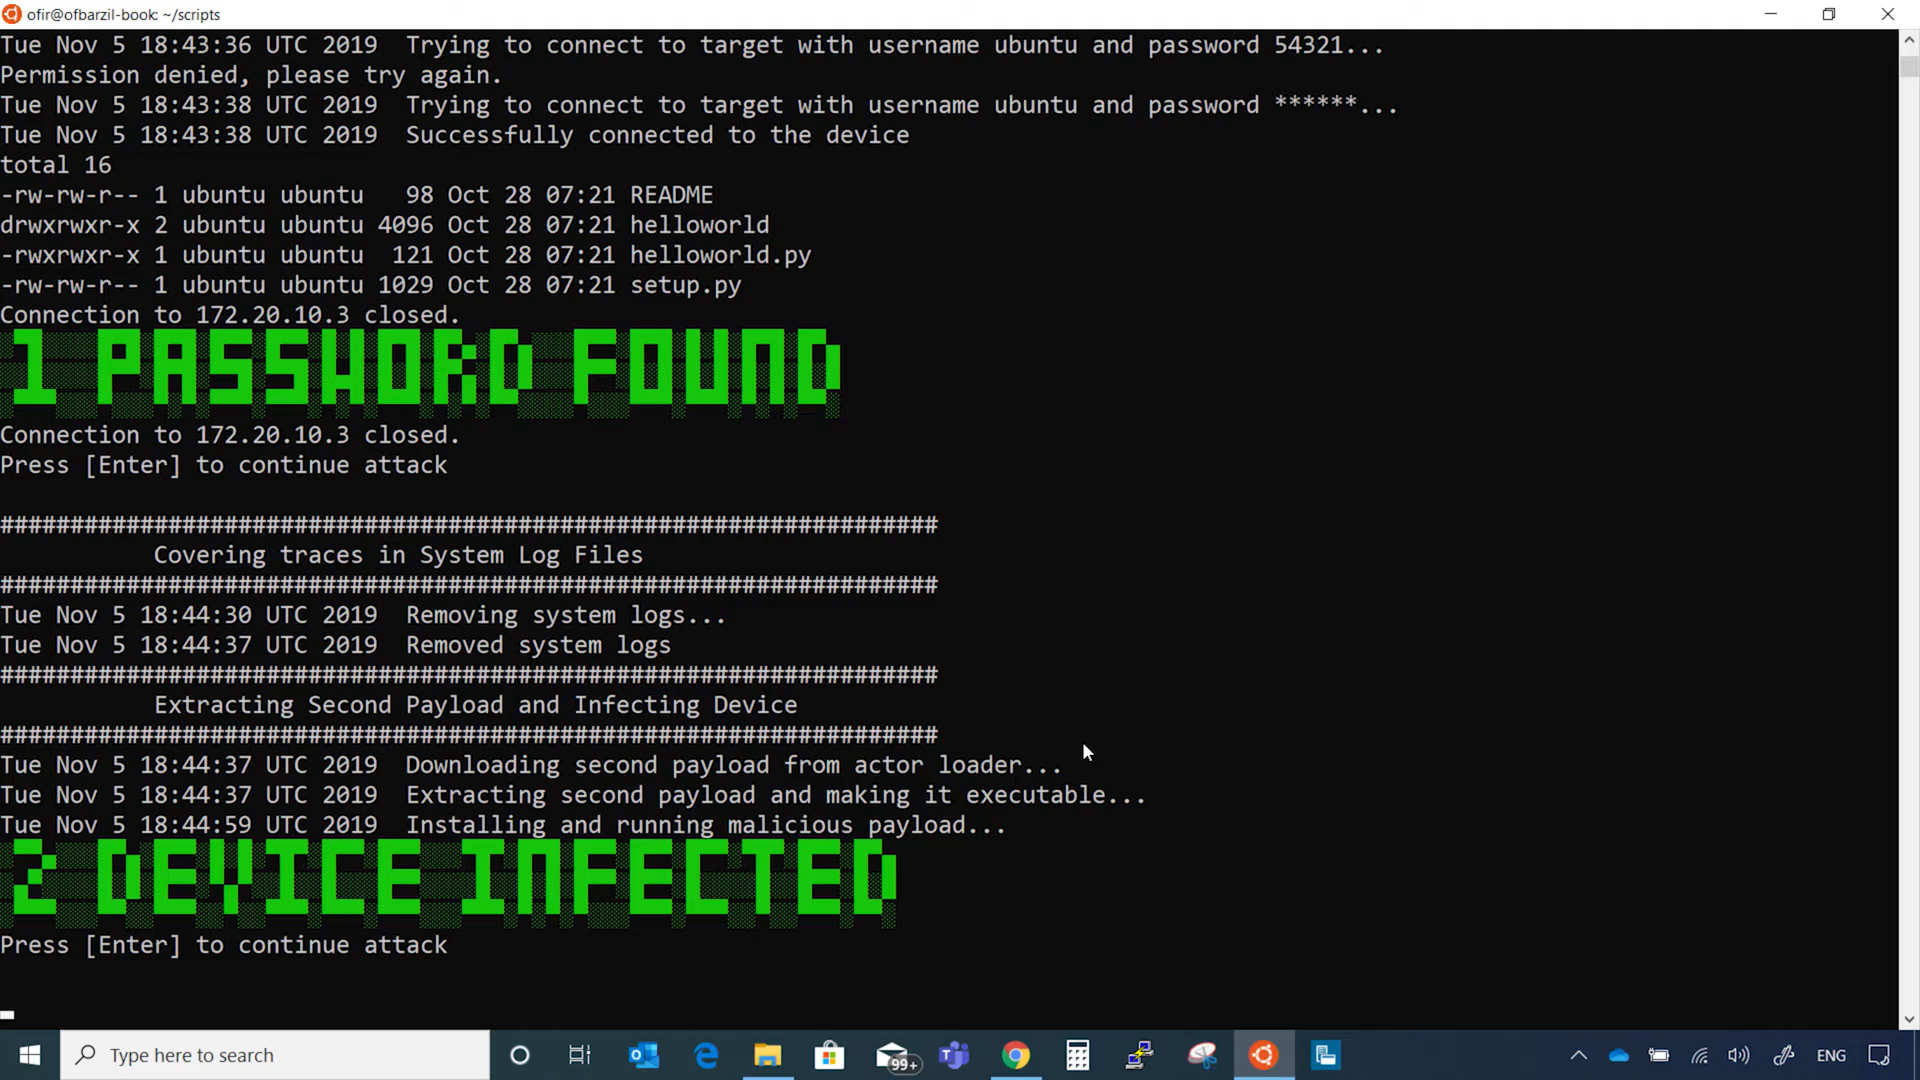 ofir@ofbarzil-book: ~/scripts
Tue Nov 5 18:43:36 UTC 2019  Trying to connect to target with username ubuntu and password 54321...
Permission denied, please try again.
Tue Nov 5 18:43:38 UTC 2019  Trying to connect to target with username ubuntu and password ******...
Tue Nov 5 18:43:38 UTC 2019  Successfully connected to the device
total 16
-rw-rw-r-- 1 ubuntu ubuntu   98 Oct 28 07:21 README
drwxrwxr-x 2 ubuntu ubuntu 4096 Oct 28 07:21 helloworld
-rwxrwxr-x 1 ubuntu ubuntu  121 Oct 28 07:21 helloworld.py
-rw-rw-r-- 1 ubuntu ubuntu 1029 Oct 28 07:21 setup.py
Connection to 172.20.10.3 closed.
1 PASSWORD FOUND
Connection to 172.20.10.3 closed.
Press [Enter] to continue attack
###################################################################
Covering traces in System Log Files
###################################################################
Tue Nov 5 18:44:30 UTC 2019  Removing system logs...
Tue Nov 5 18:44:37 UTC 2019  Removed system logs
###################################################################
Extracting Second Payload and Infecting Device
###################################################################
Tue Nov 5 18:44:37 UTC 2019  Downloading second payload from actor loader...
Tue Nov 5 18:44:37 UTC 2019  Extracting second payload and making it executable...
Tue Nov 5 18:44:59 UTC 2019  Installing and running malicious payload...
2 DEVICE INFECTED
Press [Enter] to continue attack
Type here to search
99+
ENG